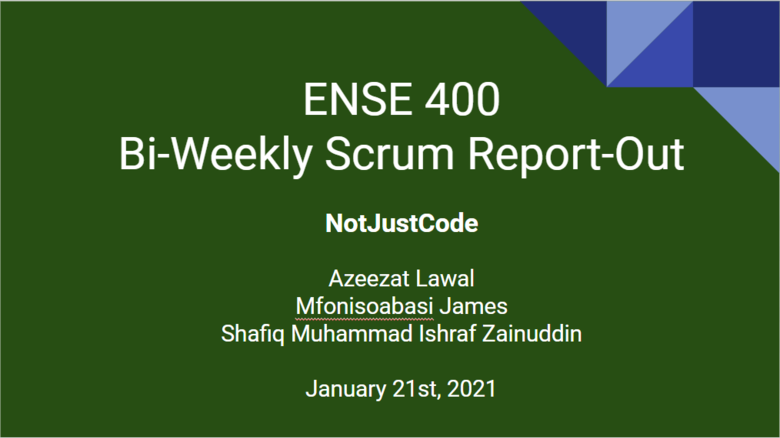 ENSE 400
Bi-Weekly Scrum Report-Out
NotJustCode
Azeezat Lawal
Mfonisoabasi James
Shafiq Muhammad Ishraf Zainuddin
January 21st, 2021